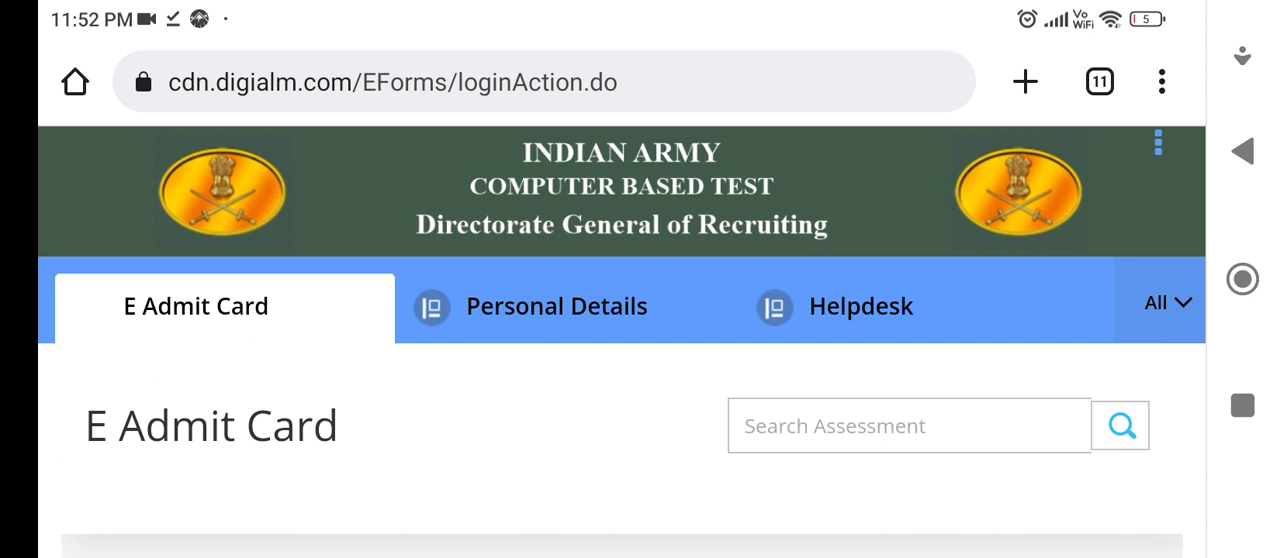 11:52 PM
Vo WiFi
5
cdn.digialm.com/EForms/loginAction.do
11
INDIAN ARMY
COMPUTER BASED TEST
Directorate General of Recruiting
E Admit Card
Personal Details
Helpdesk
All
E Admit Card
Search Assessment